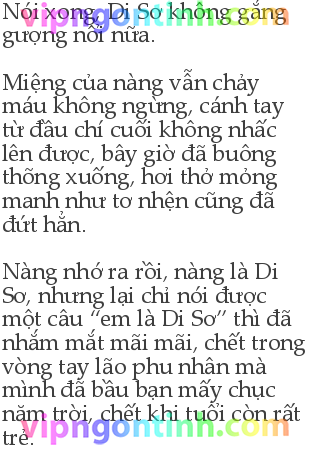 Nói xong, Di Sơ không gắng
gượng nổi nữa.
Miệng của nàng vẫn chảy
máu không ngừng, cánh tay
từ đầu chí cuối không nhấc
lên được, bây giờ đã buông
thõng xuống, hơi thở mỏng
manh như tơ nhện cũng đã
đứt hẳn.
Nàng nhớ ra rồi, nàng là Di
Sơ, nhưng lại chỉ nói được
một câu “em là Di Sơ” thì đã
nhắm mắt mãi mãi, chết trong
vòng tay lão phu nhân mà
mình đã bầu bạn mấy chục
năm trời, chết khi tuổi còn rất
trẻ.
vipngontinh.com
vipngontinh.com